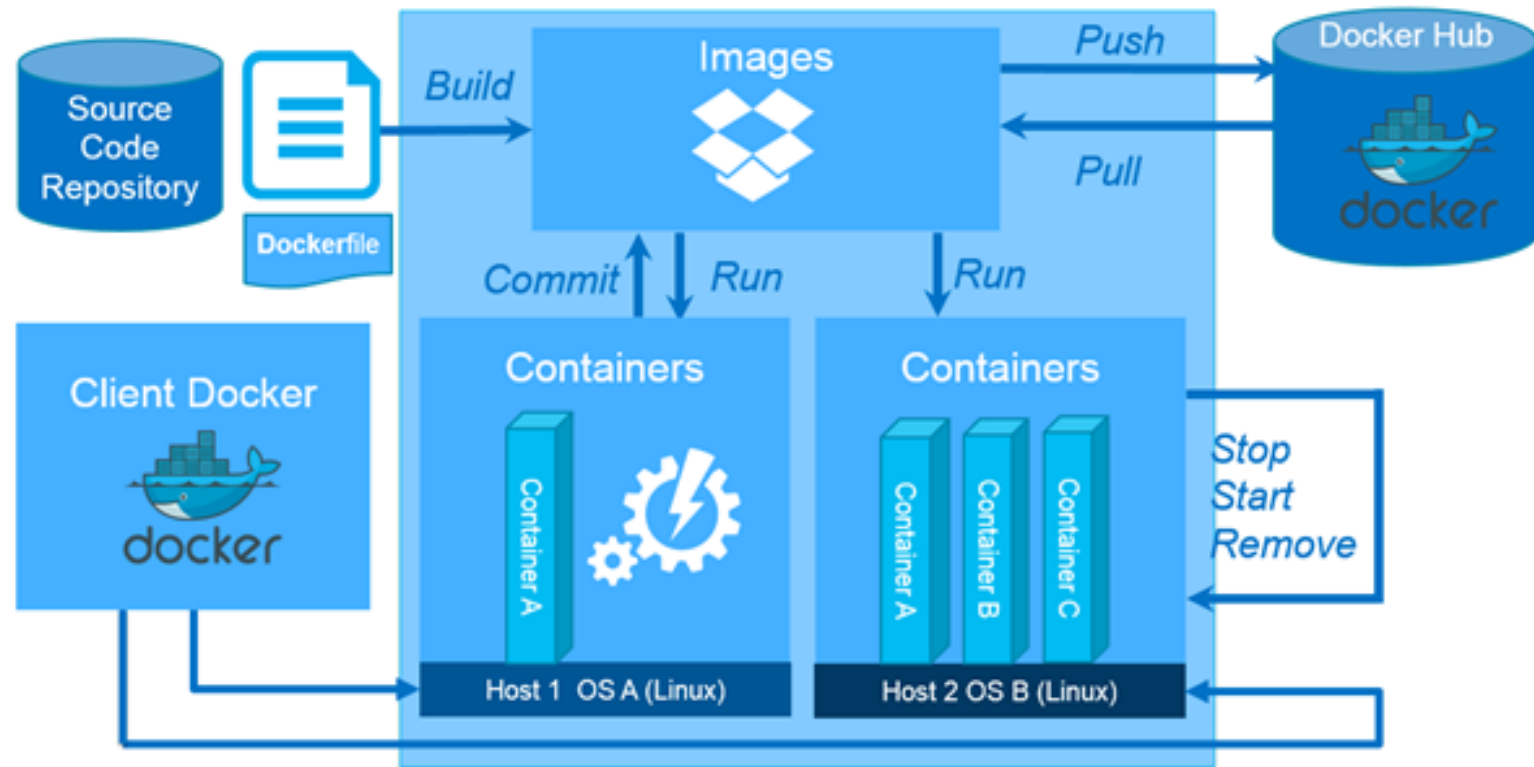 Source
Code
Repository
Dockerfile
Build
Images
Push
Pull
Docker Hub
docker
Commit
Run
Run
Client Docker
docker
Containers
Container A
Host 1 OS A (Linux)
Containers
Container A
Container B
Container C
Host 2 OS B (Linux)
Stop
Start
Remove